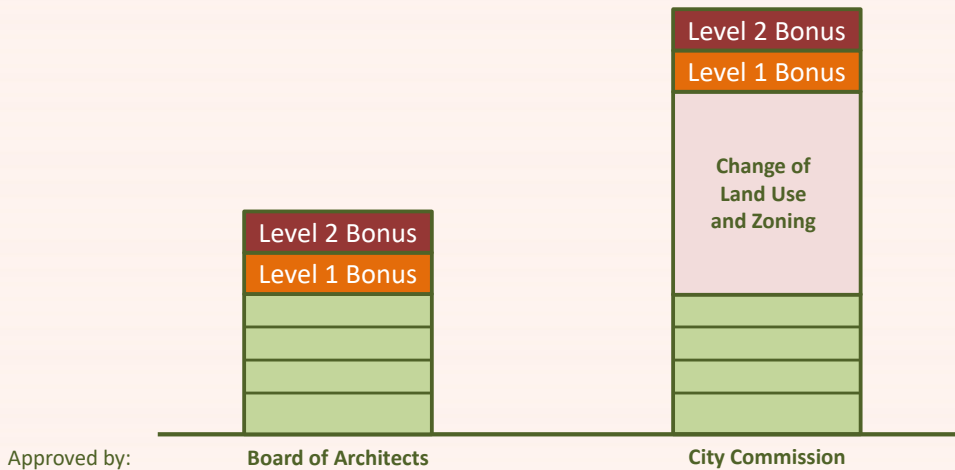 Level 2 Bonus
Level 1 Bonus
Change of
Land Use
and Zoning
Level 2 Bonus
Level 1 Bonus
Approved by:
Board of Architects
City Commission